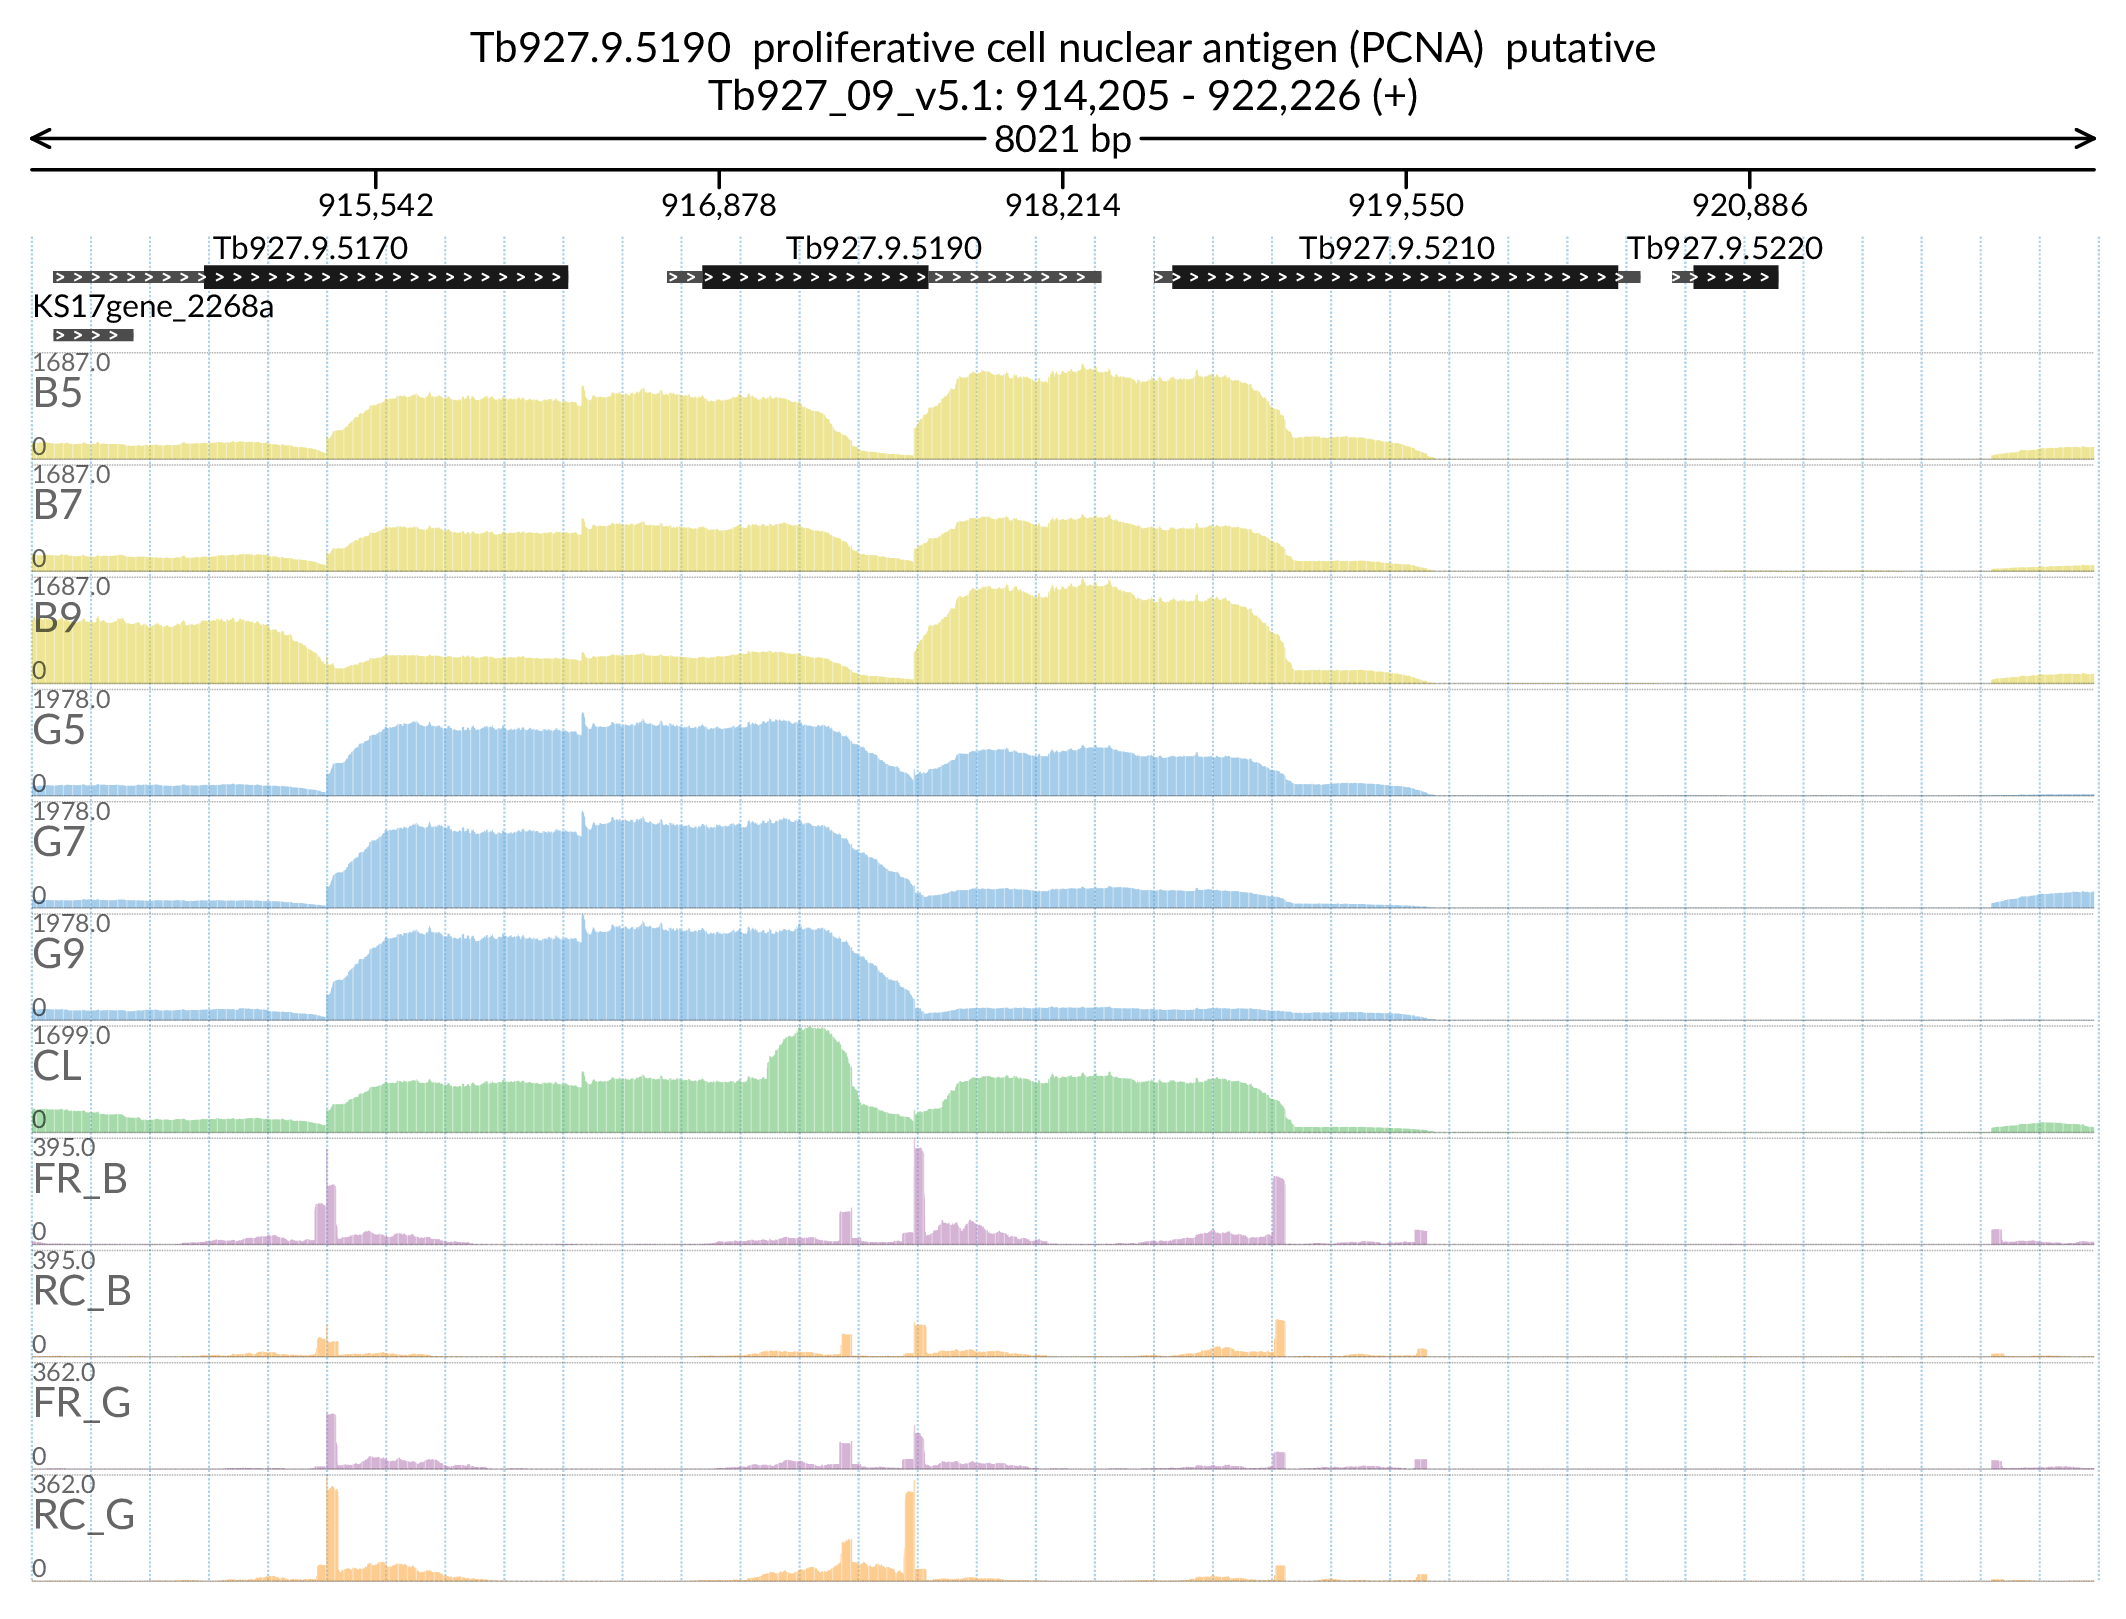 Tb927.9.5190  proliferative cell nuclear antigen (PCNA)  putative
Tb927_09_v5.1: 914,205 - 922,226 (+)
8021 bp
915,542 916,878 918,214 919,550 920,886
Tb927.9.5170 Tb927.9.5190 Tb927.9.5210 Tb927.9.5220
KS17gene_2268a
1687.0
B5
0
1687.0
B7
0
1687.0
B9
0
1978.0
G5
0
1978.0
G7
0
1978.0
G9
0
1699.0
CL
0
395.0
FR_B
0
395.0
RC_B
0
362.0
FR_G
0
362.0
RC_G
0